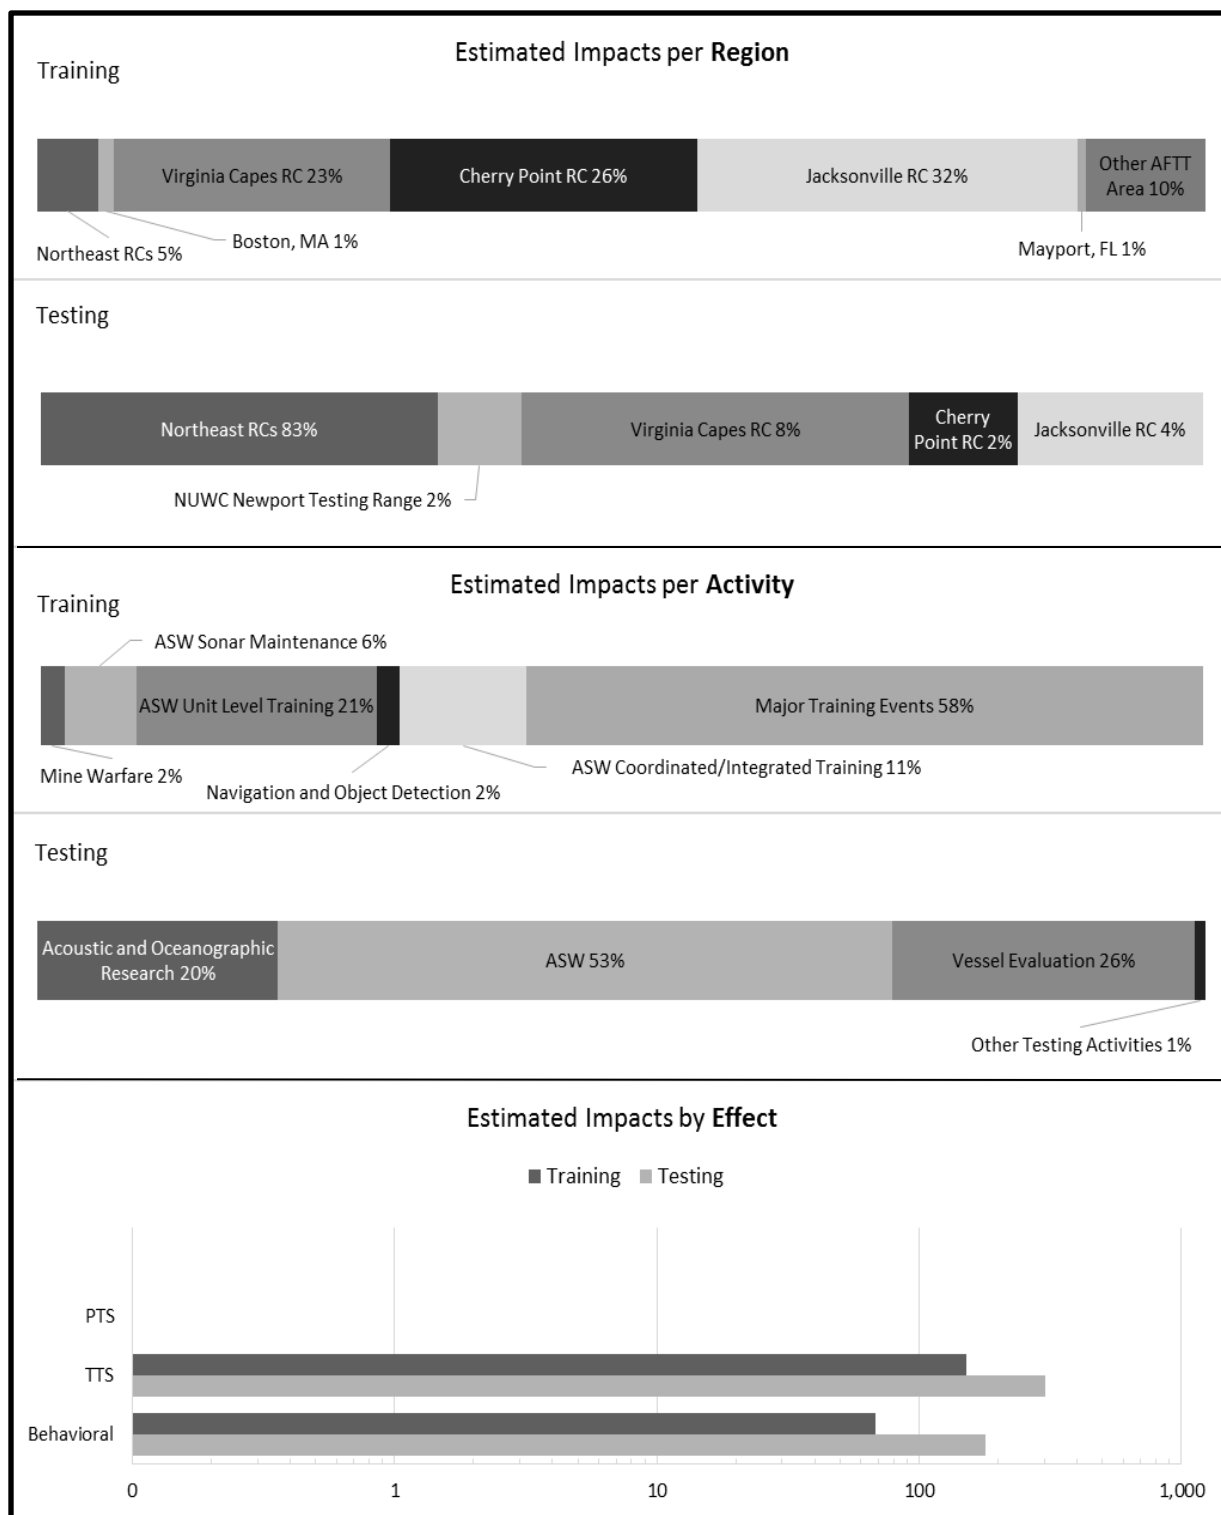 Estimated Impacts per Region
Training
Virginia Capes RC 23%
Cherry Point RC 26%
Jacksonville RC 32%
Other AFTT
Area 10%
Northeast RCs 5%
Boston, MA 1%
Mayport, FL 1%
Testing
Northeast RCs 83%
Virginia Capes RC 8%
Cherry
Point RC 2%
Jacksonville RC 4%
NUWC Newport Testing Range 2%
Estimated Impacts per Activity
Training
ASW Sonar Maintenance 6%
ASW Unit Level Training 21%
Major Training Events 58%
Mine Warfare 2%
Navigation and Object Detection 2%
ASW Coordinated/Integrated Training 11%
Testing
Acoustic and Oceanographic
Research 20%
ASW 53%
Vessel Evaluation 26%
Other Testing Activities 1%
Estimated Impacts by Effect
Training Testing
PTS
TTS
Behavioral
0 1 10 100 1,000